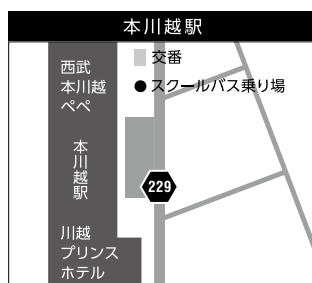 本川越駅
交番
スクールバス乗り場
西武
本川越
ペペ
本川越駅
229
川越
プリンス
ホテル